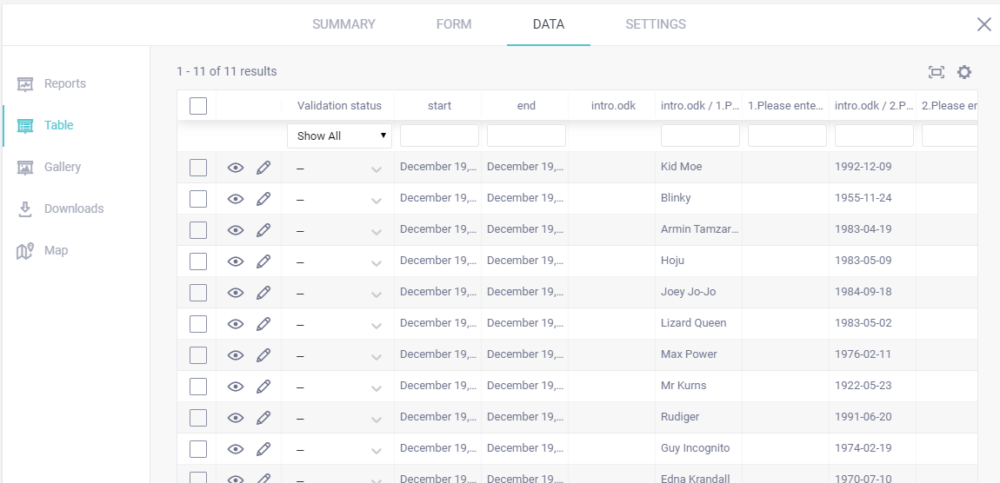 SUMMARY FORM DATA SETTINGS
Reports
Table
Gallery
Downloads
Map
1 - 11 of 11 results
Validation status start end intro.odk intro.odk / 1.P... 1.Please ente... intro.odk / 2.P... 2.Please er
Show All
– December 19,... December 19,... Kid Moe 1992-12-09
– December 19,... December 19,... Blinky 1955-11-24
– December 19,... December 19,... Armin Tamzar... 1983-04-19
– December 19,... December 19,... Hoju 1983-05-09
– December 19,... December 19,... Joey Jo-Jo 1984-09-18
– December 19,... December 19,... Lizard Queen 1983-05-02
– December 19,... December 19,... Max Power 1976-02-11
– December 19,... December 19,... Mr Kurns 1922-05-23
– December 19,... December 19,... Rudiger 1991-06-20
– December 19,... December 19,... Guy Incognito 1974-02-19
– December 19,... December 19,... Edna Krandall 1970-07-10